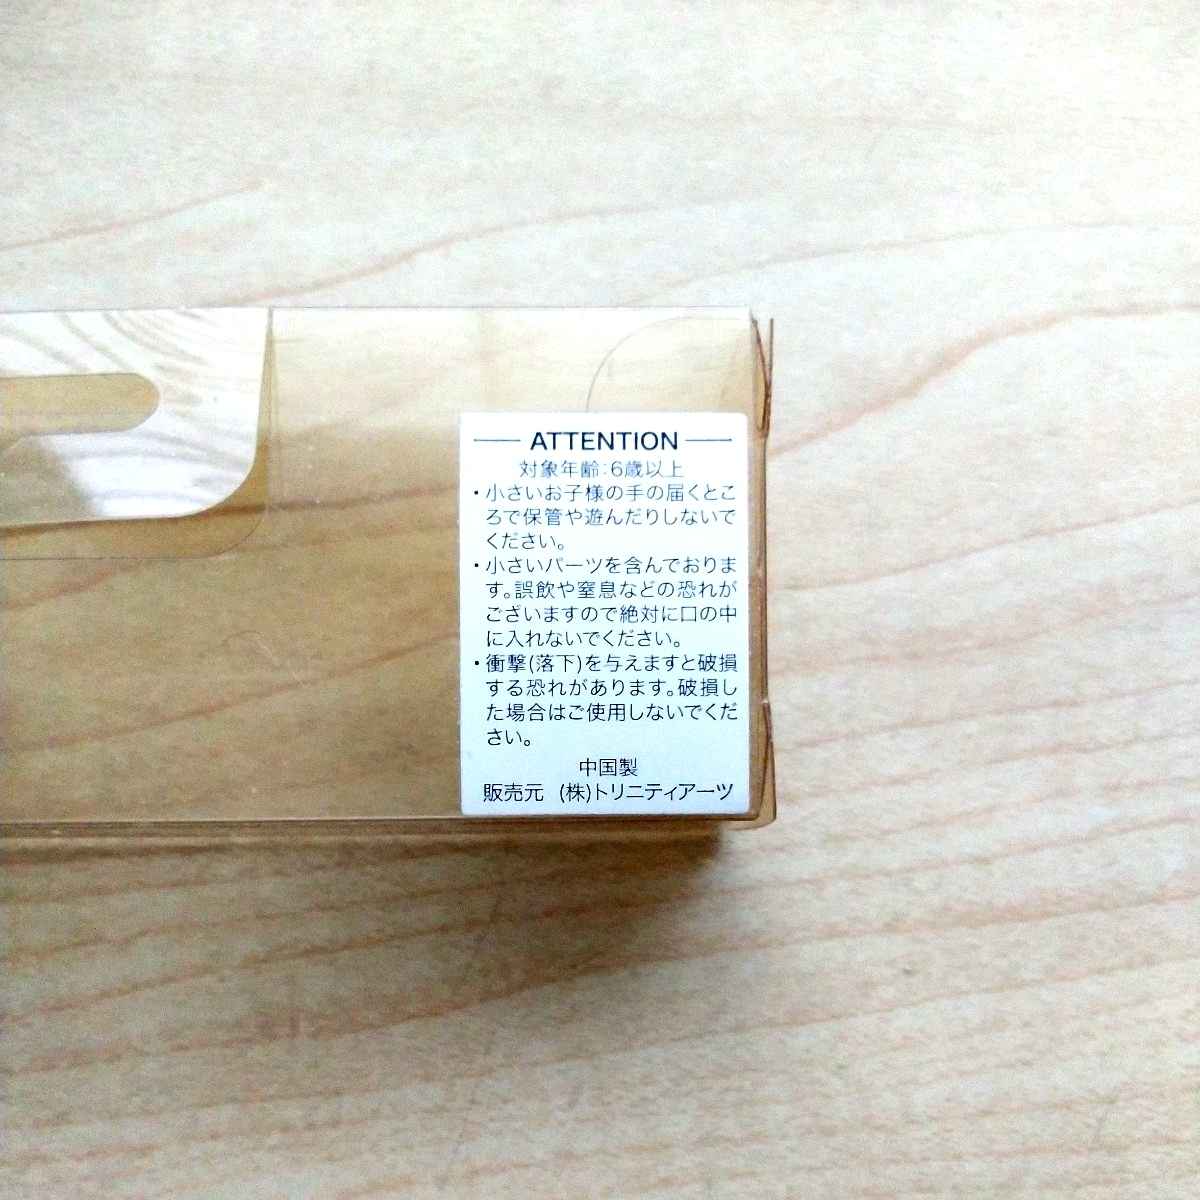 ATTENTION
対象年齢:6歳以上
・小さいお子様の手の届くとこ
ろで保管や遊んだりしないで
ください。
・小さいパーツを含んでおりま
す。誤飲や窒息などの恐れが
ございますので絶対に口の中
に入れないでください。
・衝撃(落下)を与えますと破損
する恐れがあります。破損し
た場合はご使用しないでくだ
さい。
中国製
販売元 (株)トリニティアーツ